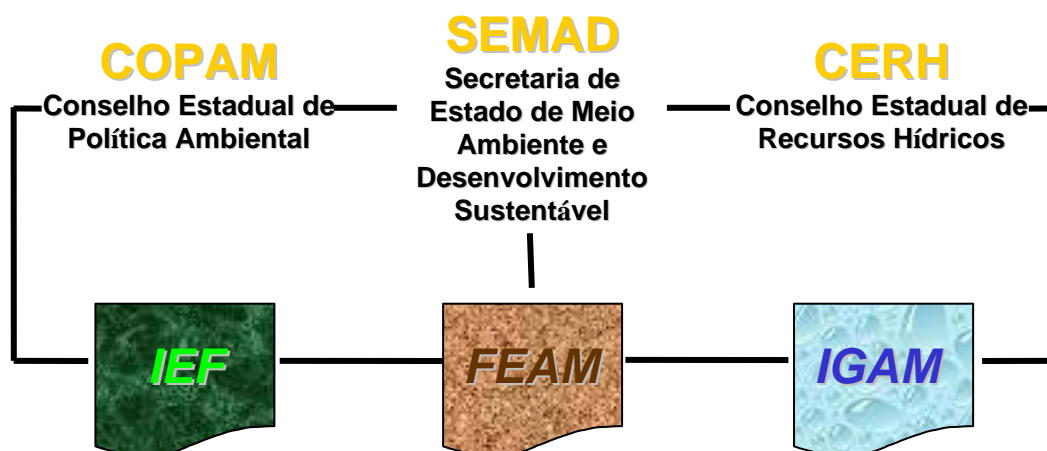 COPAM
Conselho Estadual de
Política Ambiental
SEMAD
Secretaria de
Estado de Meio
Ambiente e
Desenvolvimento
Sustentável
CERH
Conselho Estadual de
Recursos Hídricos
IEF
FEAM
IGAM